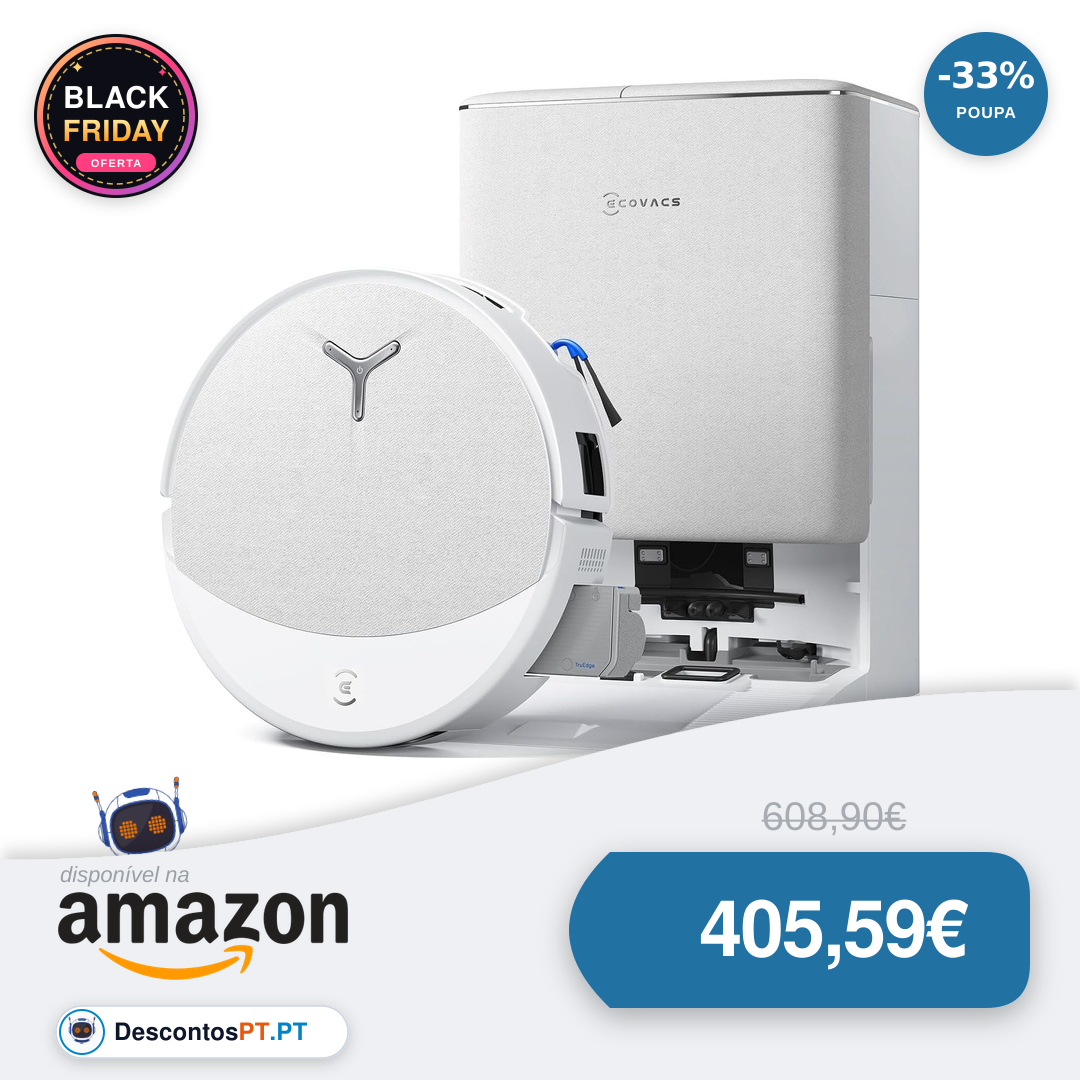 BLACK
FRIDAY
OFERTA
-33%
POUPA
ECOVACS
TruEdge
608,90€
405,59€
disponível na
amazon
DescontosPT.PT